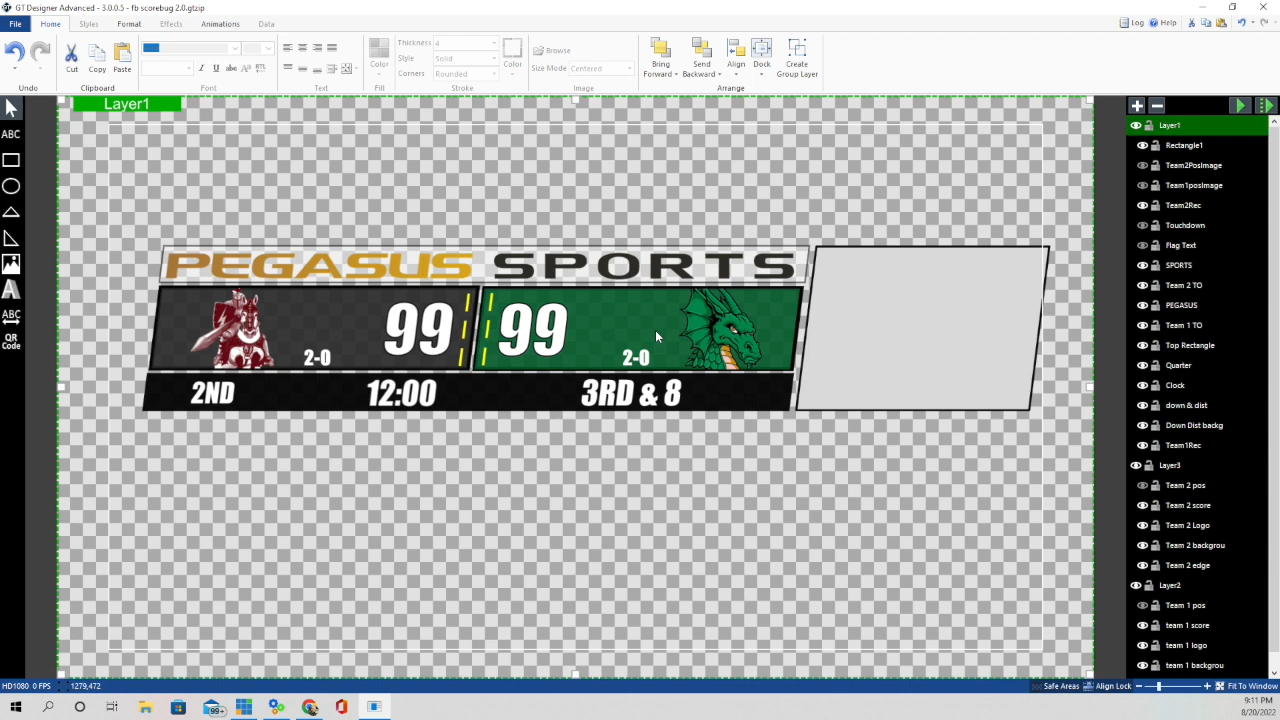 GT Designer Advanced - 3.0.0.5 - fb scorebug 2.0.gtzip
File Home Styles Format Effects Animations Data Log Help
Undo
Cut Copy Paste
Clipboard
ABC RTL
Font
Text
Color
Fill
Thickness 4
Style Solid
Corners Rounded
Color
Stroke
Browse
Size Mode Centered
Image
Bring Forward Send Backward Align Dock Create Group Layer
Arrange
Layer1
ABC
A
ABC
QR Code
PEGASUS SPORTS
2-0 99 99 2-0
2ND 12:00 3RD & 8
Layer1
Rectangle1
Team2PosImage
Team1posImage
Team2Rec
Touchdown
Flag Text
SPORTS
Team 2 TO
PEGASUS
Team 1 TO
Top Rectangle
Quarter
Clock
down & dist
Down Dist backg
Team1Rec
Layer3
Team 2 pos
Team 2 score
Team 2 Logo
Team 2 backgrou
Team 2 edge
Layer2
Team 1 pos
team 1 score
team 1 logo
team 1 backgrou
HD1080 0 FPS 1279,472 Safe Areas Align Lock Fit To Window
99+
9:11 PM
8/20/2022